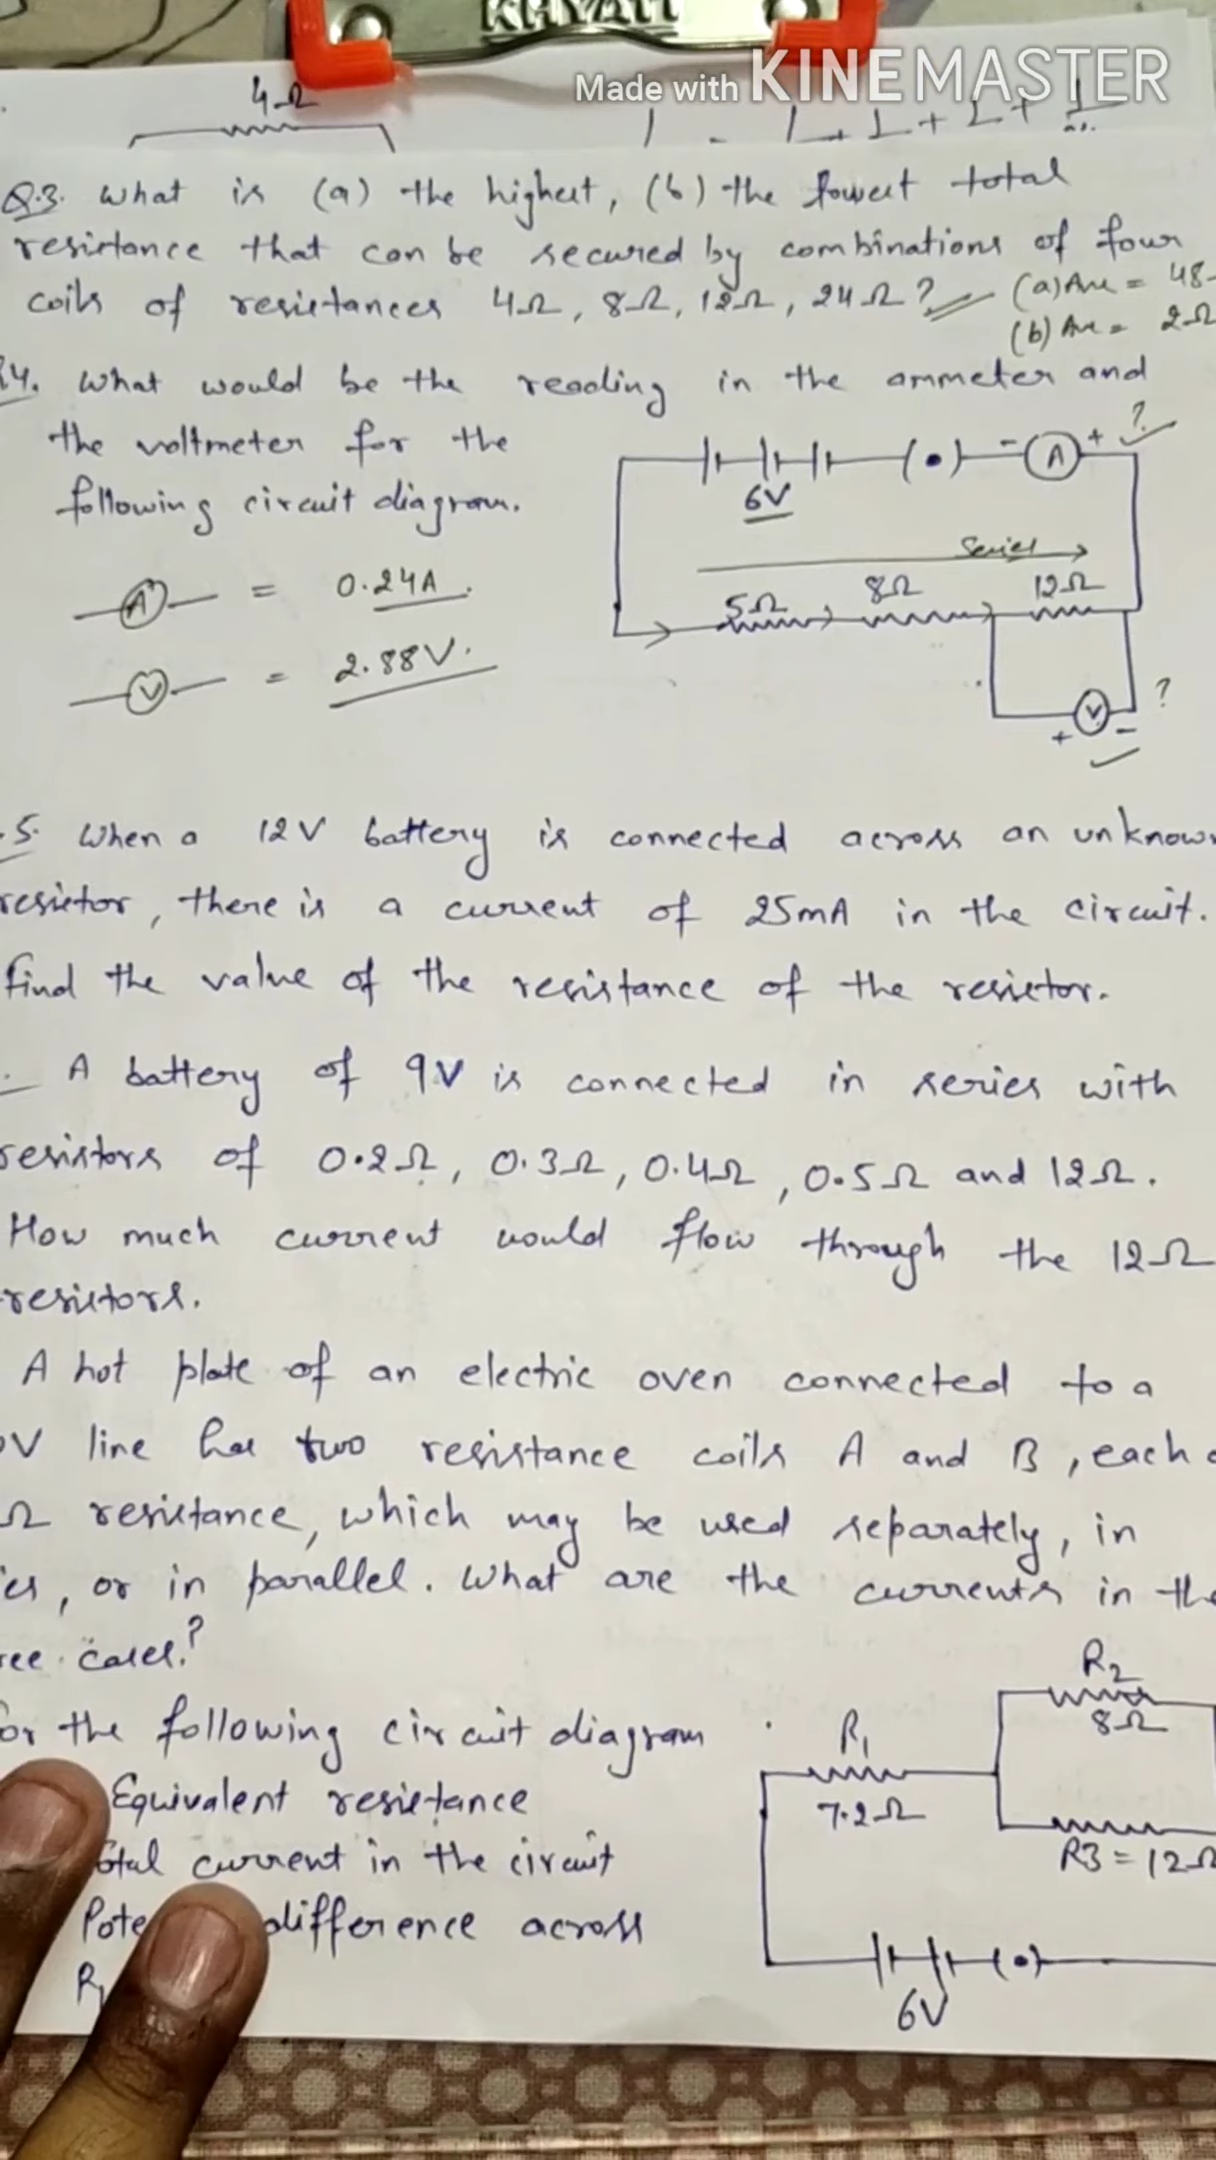 KHYATI
Made with KINEMASTER
4Ω
Q.3. What is (a) the highest, (b) the lowest total
resistance that can be secured by combinations of four
coils of resistances 4Ω, 8Ω, 12Ω, 24Ω?
(a) Ans = 48
(b) Ans = 2Ω
4. What would be the reading in the ammeter and
the voltmeter for the
following circuit diagram.
A = 0.24A
V = 2.88V.
6V
- A + ?
Series
5Ω 8Ω 12Ω
+ V - ?
5. When a 12V battery is connected across an unknown
resistor, there is a current of 25mA in the circuit.
Find the value of the resistance of the resistor.
A battery of 9V is connected in series with
resistors of 0.2Ω, 0.3Ω, 0.4Ω, 0.5Ω and 12Ω.
How much current would flow through the 12Ω
resistors.
A hot plate of an electric oven connected to a
V line has two resistance coils A and B, each
Ω resistance, which may be used separately, in
or in parallel. What are the currents in the
cases?
the following circuit diagram
Equivalent resistance
total current in the circuit
difference across
R1
R1
7.2Ω
R2
8Ω
R3 = 12Ω
6V